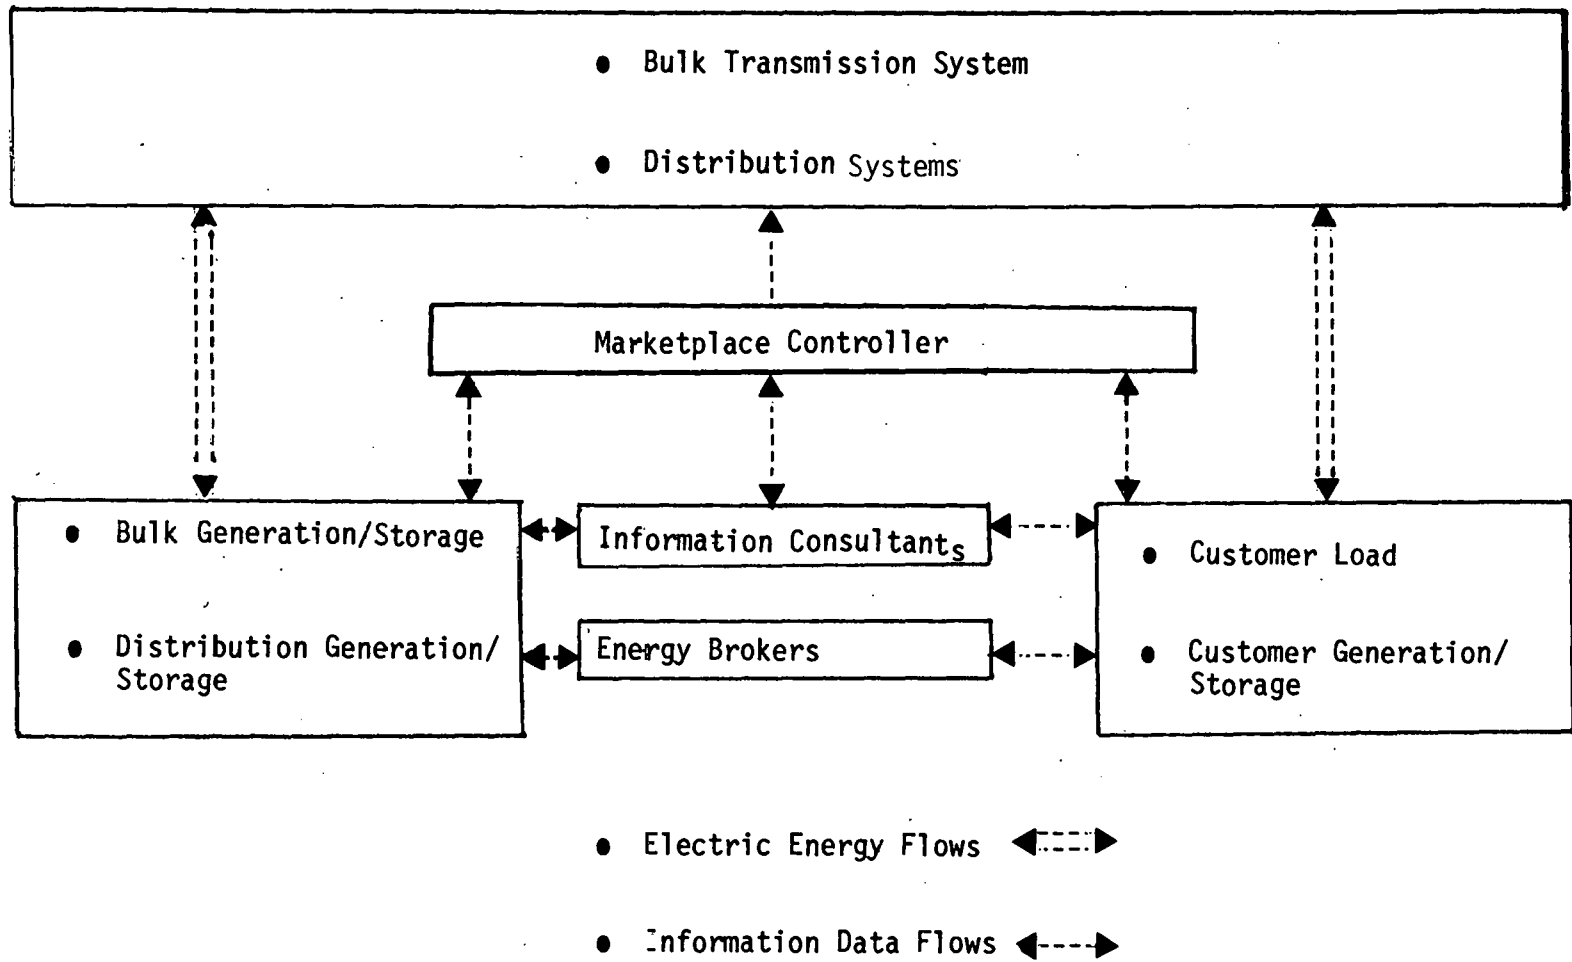 ● Bulk Transmission System
● Distribution Systems
Marketplace Controller
● Bulk Generation/Storage
● Distribution Generation/
Storage
Information Consultants
Energy Brokers
● Customer Load
● Customer Generation/
Storage
● Electric Energy Flows
● Information Data Flows